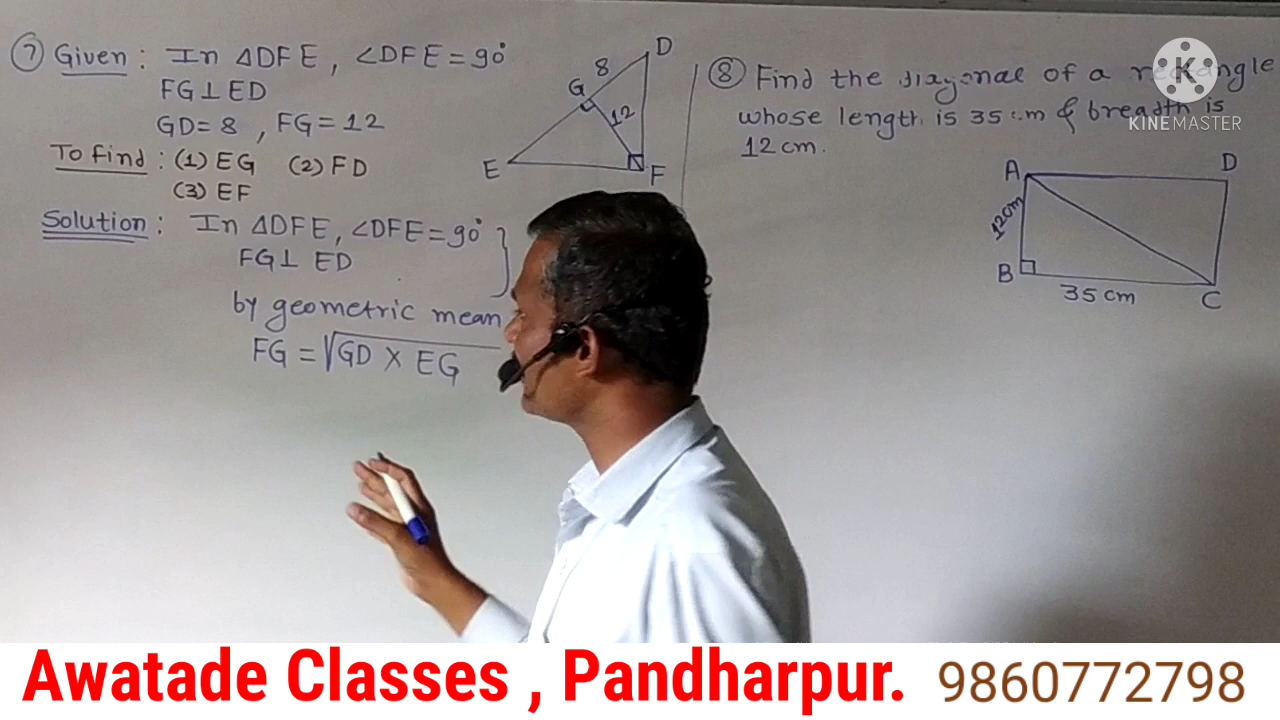 ⑦ Given : In ΔDFE, ∠DFE = 90°
FG ⊥ ED
GD = 8 , FG = 12
To find : (1) EG (2) FD
(3) EF
Solution : In ΔDFE, ∠DFE = 90°
FG ⊥ ED
by geometric mean
FG = √GD × EG
D
8
G
12
E
F
⑧ Find the diagonal of a rectangle
whose length is 35 cm & breadth is
12 cm.
A
D
12cm
B
35 cm
C
K
KINEMASTER
Awatade Classes , Pandharpur. 9860772798